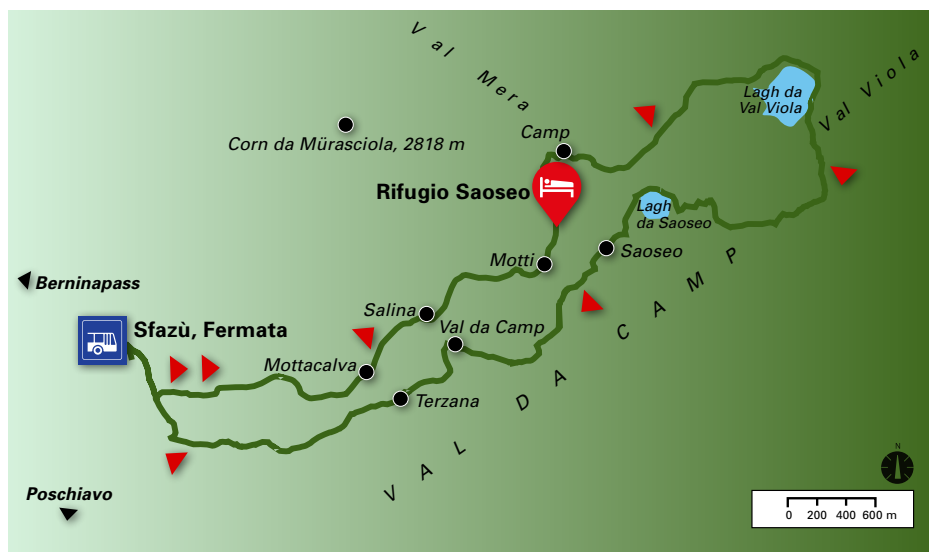 Val Mera
Lagh da
Val Viola
Val Viola
Camp
Corn da Mürasciola, 2818 m
Rifugio Saoseo
Lagh
da Saoseo
Saoseo
Motti
Berninapass
Salina
Sfazù, Fermata
Val da Camp
Mottacalva
Terzana
VAL DA CAMP
Poschiavo
N
0 200 400 600 m